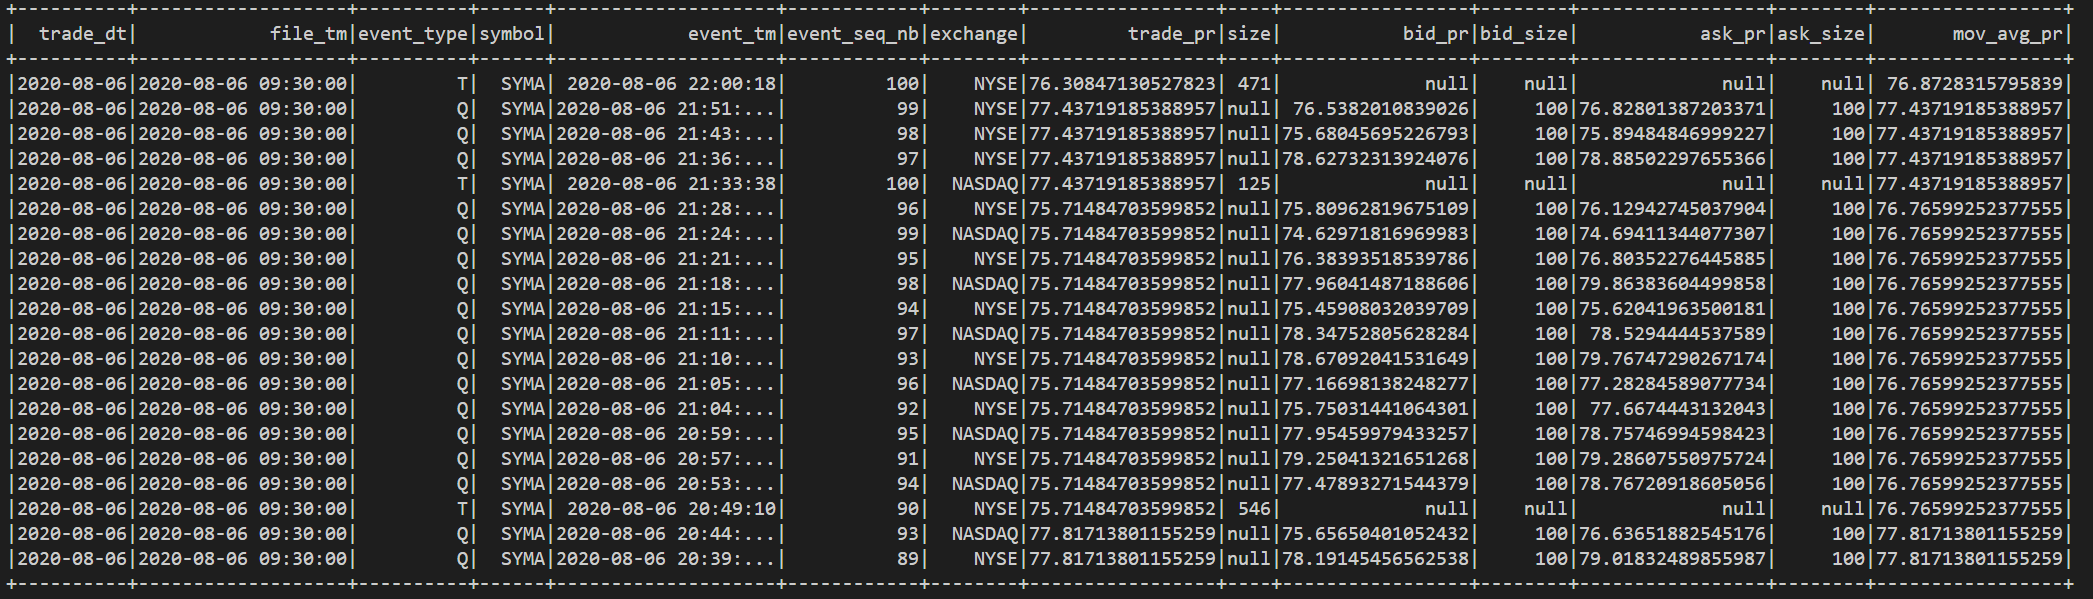 +----------+-------------------+----------+------+-------------------+------------+--------+-----------------+----+-----------------+--------+-----------------+--------+-----------------+
|  trade_dt|            file_tm|event_type|symbol|           event_tm|event_seq_nb|exchange|         trade_pr|size|           bid_pr|bid_size|           ask_pr|ask_size|       mov_avg_pr|
+----------+-------------------+----------+------+-------------------+------------+--------+-----------------+----+-----------------+--------+-----------------+--------+-----------------+
|2020-08-06|2020-08-06 09:30:00|         T|  SYMA| 2020-08-06 22:00:18|         100|    NYSE|76.30847130527823| 471|             null|    null|             null|    null| 76.8728315795839|
|2020-08-06|2020-08-06 09:30:00|         Q|  SYMA|2020-08-06 21:51:...|          99|    NYSE|77.43719185388957|null| 76.5382010839026|     100|76.82801387203371|     100|77.43719185388957|
|2020-08-06|2020-08-06 09:30:00|         Q|  SYMA|2020-08-06 21:43:...|          98|    NYSE|77.43719185388957|null|75.68045695226793|     100|75.89484846999227|     100|77.43719185388957|
|2020-08-06|2020-08-06 09:30:00|         Q|  SYMA|2020-08-06 21:36:...|          97|    NYSE|77.43719185388957|null|78.62732313924076|     100|78.88502297655366|     100|77.43719185388957|
|2020-08-06|2020-08-06 09:30:00|         T|  SYMA| 2020-08-06 21:33:38|         100|  NASDAQ|77.43719185388957| 125|             null|    null|             null|    null|77.43719185388957|
|2020-08-06|2020-08-06 09:30:00|         Q|  SYMA|2020-08-06 21:28:...|          96|    NYSE|75.71484703599852|null|75.80962819675109|     100|76.12942745037904|     100|76.76599252377555|
|2020-08-06|2020-08-06 09:30:00|         Q|  SYMA|2020-08-06 21:24:...|          99|  NASDAQ|75.71484703599852|null|74.62971816969983|     100|74.69411344077307|     100|76.76599252377555|
|2020-08-06|2020-08-06 09:30:00|         Q|  SYMA|2020-08-06 21:21:...|          95|    NYSE|75.71484703599852|null|76.38393518539786|     100|76.80352276445885|     100|76.76599252377555|
|2020-08-06|2020-08-06 09:30:00|         Q|  SYMA|2020-08-06 21:18:...|          98|  NASDAQ|75.71484703599852|null|77.96041487188606|     100|79.86383604499858|     100|76.76599252377555|
|2020-08-06|2020-08-06 09:30:00|         Q|  SYMA|2020-08-06 21:15:...|          94|    NYSE|75.71484703599852|null|75.45908032039709|     100|75.62041963500181|     100|76.76599252377555|
|2020-08-06|2020-08-06 09:30:00|         Q|  SYMA|2020-08-06 21:11:...|          97|  NASDAQ|75.71484703599852|null|78.34752805628284|     100| 78.5294444537589|     100|76.76599252377555|
|2020-08-06|2020-08-06 09:30:00|         Q|  SYMA|2020-08-06 21:10:...|          93|    NYSE|75.71484703599852|null|78.67092041531649|     100|79.76747290267174|     100|76.76599252377555|
|2020-08-06|2020-08-06 09:30:00|         Q|  SYMA|2020-08-06 21:05:...|          96|  NASDAQ|75.71484703599852|null|77.16698138248277|     100|77.28284589077734|     100|76.76599252377555|
|2020-08-06|2020-08-06 09:30:00|         Q|  SYMA|2020-08-06 21:04:...|          92|    NYSE|75.71484703599852|null|75.75031441064301|     100| 77.6674443132043|     100|76.76599252377555|
|2020-08-06|2020-08-06 09:30:00|         Q|  SYMA|2020-08-06 20:59:...|          95|  NASDAQ|75.71484703599852|null|77.95459979433257|     100|78.75746994598423|     100|76.76599252377555|
|2020-08-06|2020-08-06 09:30:00|         Q|  SYMA|2020-08-06 20:57:...|          91|    NYSE|75.71484703599852|null|79.25041321651268|     100|79.28607550975724|     100|76.76599252377555|
|2020-08-06|2020-08-06 09:30:00|         Q|  SYMA|2020-08-06 20:53:...|          94|  NASDAQ|75.71484703599852|null|77.47893271544379|     100|78.76720918605056|     100|76.76599252377555|
|2020-08-06|2020-08-06 09:30:00|         T|  SYMA| 2020-08-06 20:49:10|          90|    NYSE|75.71484703599852| 546|             null|    null|             null|    null|76.76599252377555|
|2020-08-06|2020-08-06 09:30:00|         Q|  SYMA|2020-08-06 20:44:...|          93|  NASDAQ|77.81713801155259|null|75.65650401052432|     100|76.63651882545176|     100|77.81713801155259|
|2020-08-06|2020-08-06 09:30:00|         Q|  SYMA|2020-08-06 20:39:...|          89|    NYSE|77.81713801155259|null|78.19145456562538|     100|79.01832489855987|     100|77.81713801155259|
+----------+-------------------+----------+------+-------------------+------------+--------+-----------------+----+-----------------+--------+-----------------+--------+-----------------+